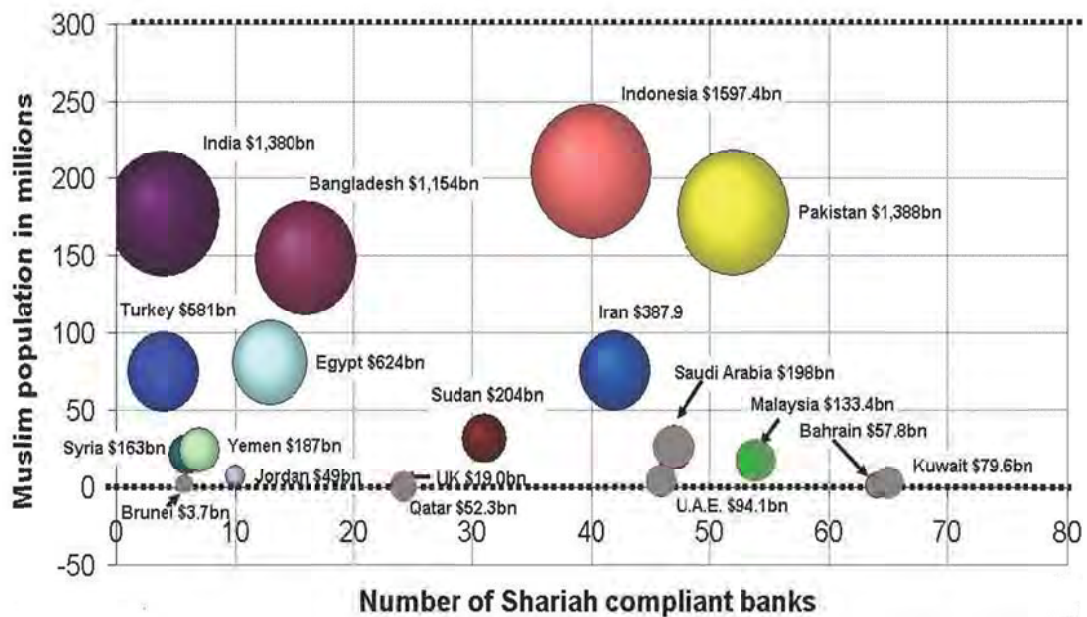 Muslim population in millions
300
250
200
150
100
50
0
-50
Indonesia $1597.4bn
India $1,380bn
Bangladesh $1,154bn
Pakistan $1,388bn
Turkey $581bn
Iran $387.9
Egypt $624bn
Saudi Arabia $198bn
Sudan $204bn
Malaysia $133.4bn
Bahrain $57.8bn
Syria $163bn
Yemen $187bn
Kuwait $79.6bn
Jordan $49bn
UK $19.0bn
Brunei $3.7bn
Qatar $52.3bn
U.A.E. $94.1bn
0 10 20 30 40 50 60 70 80
Number of Shariah compliant banks